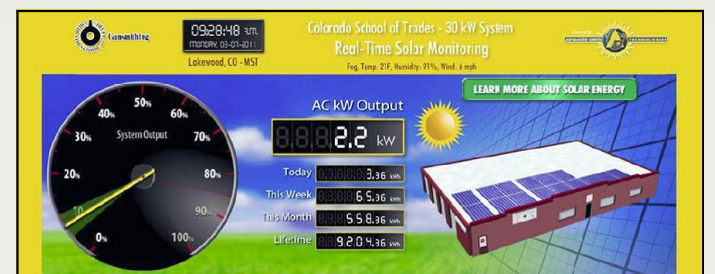 Gunsmithing
09:28:48 a.m.
MONDAY, 03-07-2011
Lakewood, CO - MST
Colorado School of Trades - 30 kW System
Real-Time Solar Monitoring
Fog, Temp. 21F, Humidity: 91%, Wind: 6 mph
ADVANCED GREEN TECHNOLOGIES
LEARN MORE ABOUT SOLAR ENERGY
50%
40%
60%
30%
System Output
70%
20%
80%
10
90%
0%
100%
AC kW Output
2.2 kW
Today 3.36 kWh
This Week 65.36 kWh
This Month 558.36 kWh
Lifetime 9204.36 kWh